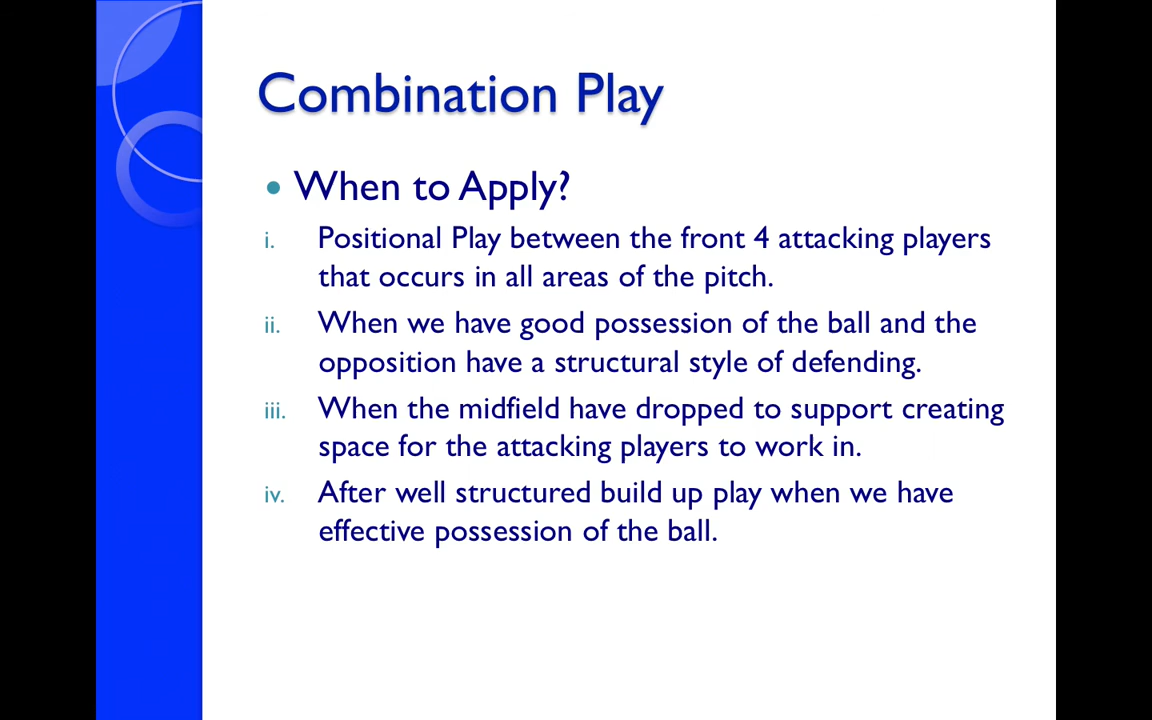 Combination Play
• When to Apply?
i. Positional Play between the front 4 attacking players
that occurs in all areas of the pitch.
ii. When we have good possession of the ball and the
opposition have a structural style of defending.
iii. When the midfield have dropped to support creating
space for the attacking players to work in.
iv. After well structured build up play when we have
effective possession of the ball.